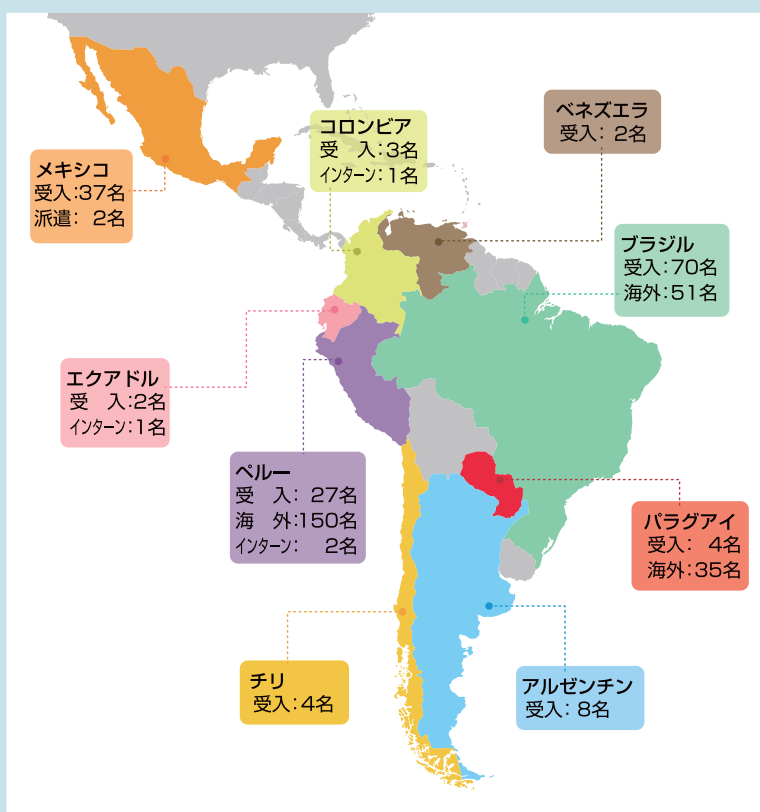 メキシコ
受入:37名
派遣: 2名
コロンビア
受 入:3名
インターン:1名
ベネズエラ
受入: 2名
ブラジル
受入:70名
海外:51名
エクアドル
受 入:2名
インターン:1名
ペルー
受 入: 27名
海 外:150名
インターン: 2名
パラグアイ
受入: 4名
海外:35名
チリ
受入:4名
アルゼンチン
受入: 8名